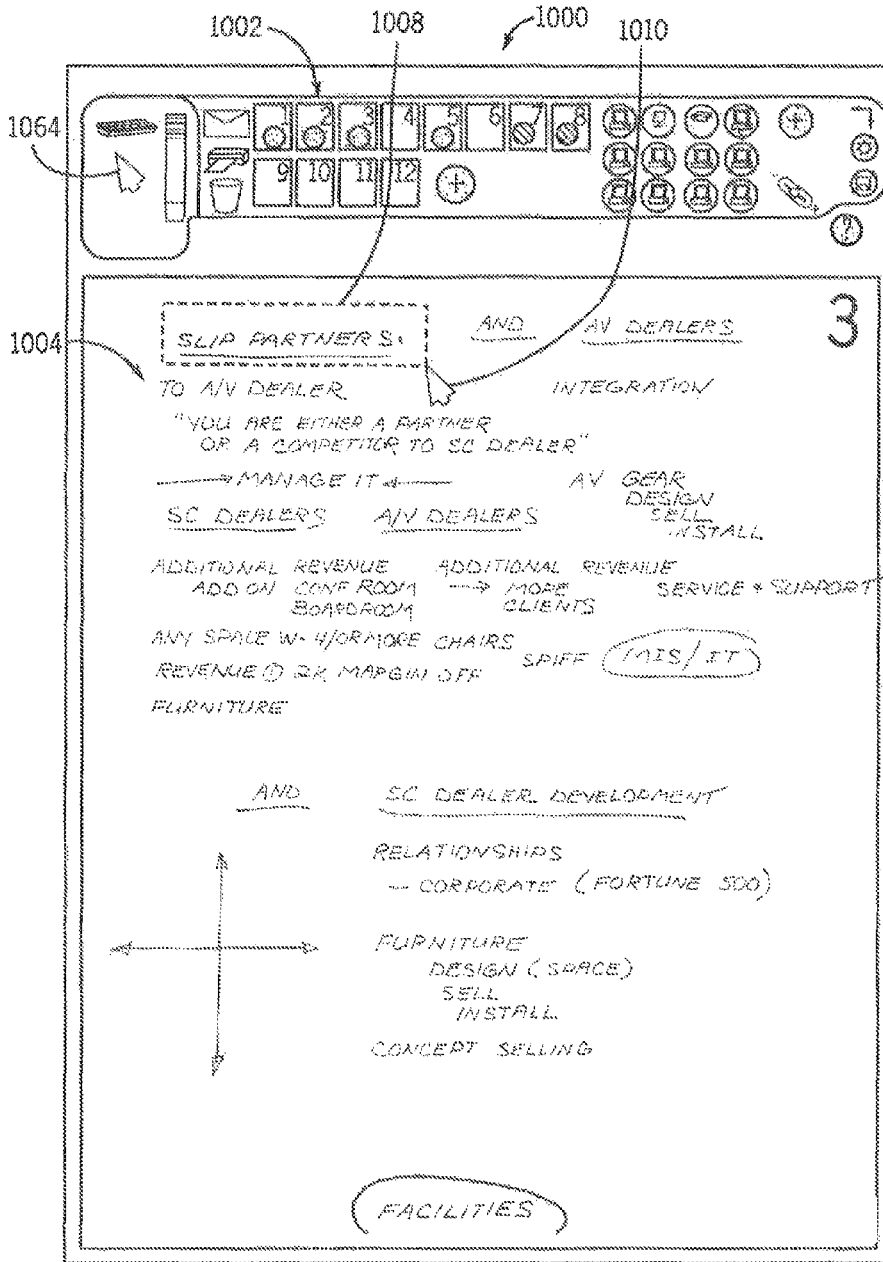 1000
1002
1008
1010
1064
1 2 3 4 5 6 7 8
9 10 11 12
?
1004
3
SLIP PARTNERS. AND AV DEALERS
TO A/V DEALER INTEGRATION
"YOU ARE EITHER A PARTNER
OR A COMPETITOR TO SC DEALER"
MANAGE IT AV GEAR
DESIGN
SC DEALERS A/V DEALERS SELL
INSTALL
ADDITIONAL REVENUE ADDITIONAL REVENUE
ADD ON CONF ROOM → MORE SERVICE + SUPPORT
BOARDROOM CLIENTS
ANY SPACE W- 4/OR MORE CHAIRS
SPIFF MIS/IT
REVENUE @ 2K MARGIN OFF
FURNITURE
AND SC DEALER DEVELOPMENT
RELATIONSHIPS
-- CORPORATE (FORTUNE 500)
FURNITURE
DESIGN (SPACE)
SELL
INSTALL
CONCEPT SELLING
FACILITIES